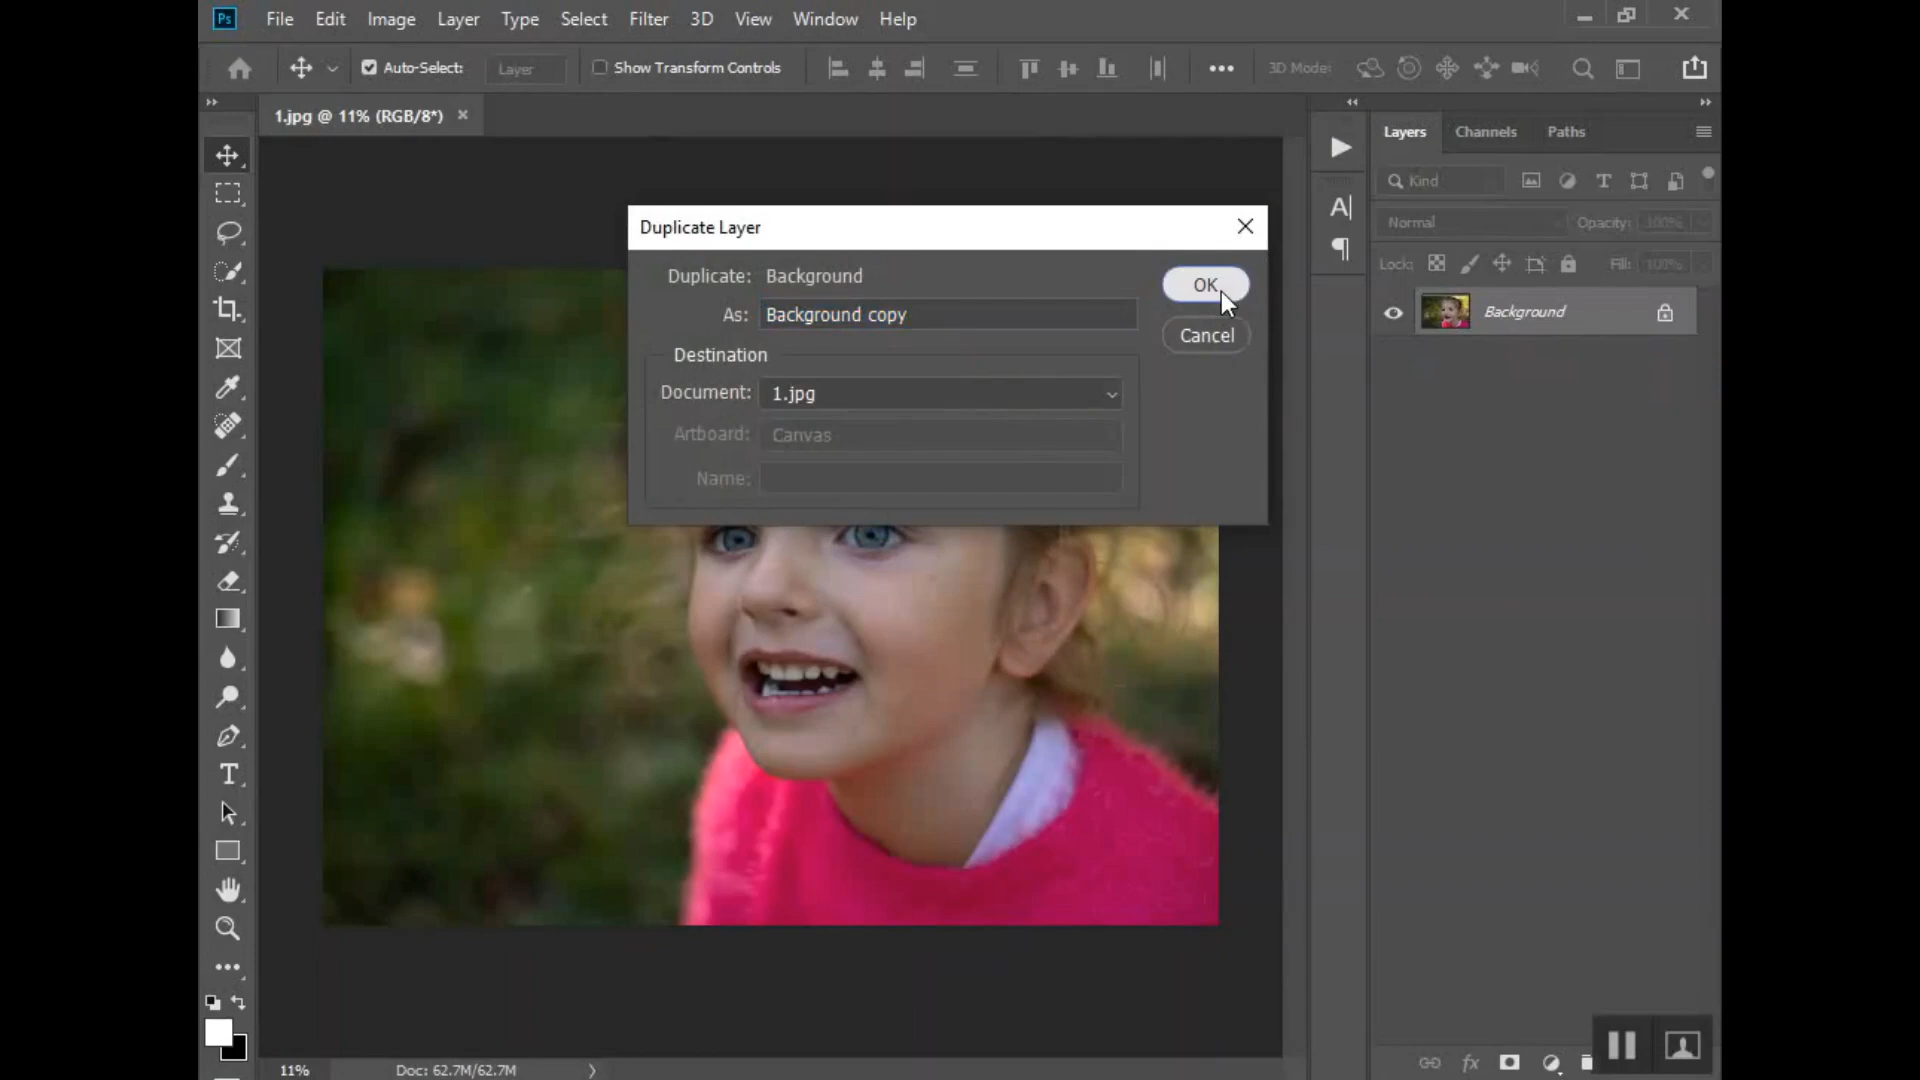 Ps File Edit Image Layer Type Select Filter 3D View Window Help
Auto-Select: Layer Show Transform Controls 3D Mode:
1.jpg @ 11% (RGB/8*)
Layers Channels Paths
Kind
Normal Opacity: 100%
Lock: Fill: 100%
Background
Duplicate Layer
Duplicate: Background
As: Background copy
OK
Cancel
Destination
Document: 1.jpg
Artboard: Canvas
Name:
11% Doc: 62.7M/62.7M